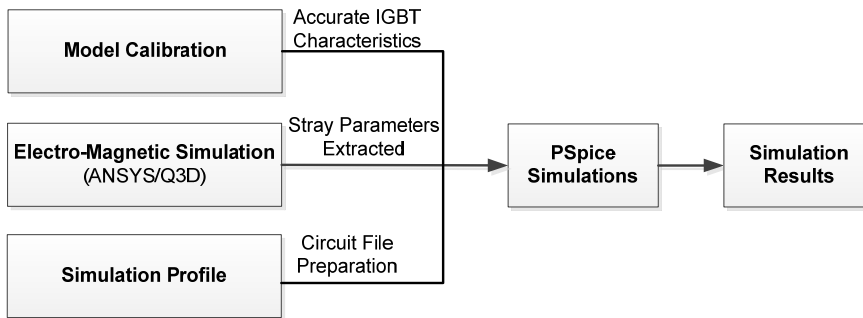 Model Calibration
Accurate IGBT
Characteristics
Electro-Magnetic Simulation
(ANSYS/Q3D)
Stray Parameters
Extracted
Simulation Profile
Circuit File
Preparation
PSpice
Simulations
Simulation
Results